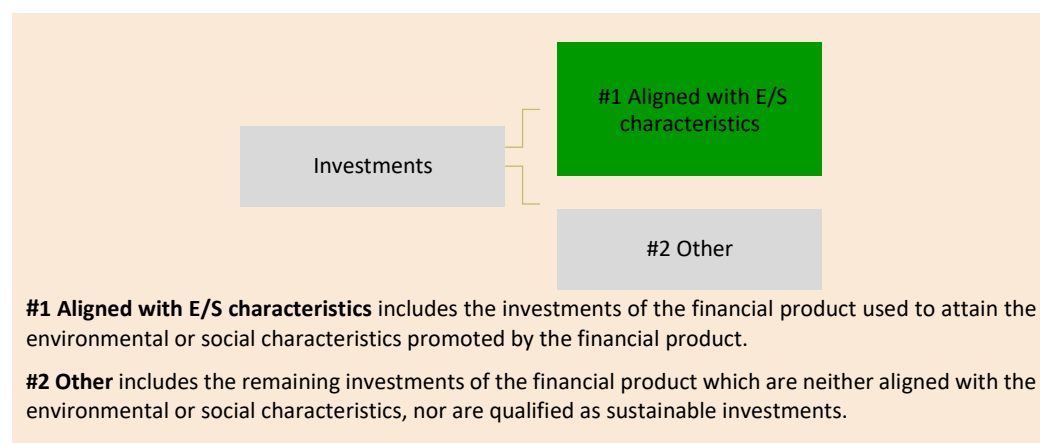 #1 Aligned with E/S
characteristics
Investments
#2 Other
#1 Aligned with E/S characteristics includes the investments of the financial product used to attain the
environmental or social characteristics promoted by the financial product.
#2 Other includes the remaining investments of the financial product which are neither aligned with the
environmental or social characteristics, nor are qualified as sustainable investments.